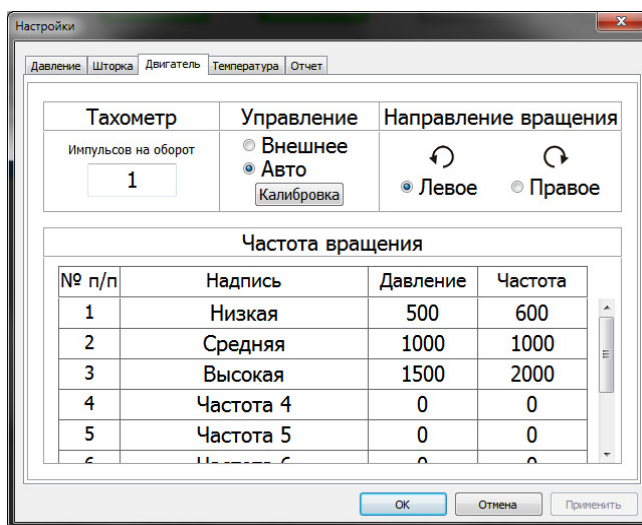 Настройки
Давление Шторка Двигатель Температура Отчет
Тахометр Управление Направление вращения
Импульсов на оборот
1
Внешнее
Авто
Калибровка
Левое Правое
Частота вращения
№ п/п Надпись Давление Частота
1 Низкая 500 600
2 Средняя 1000 1000
3 Высокая 1500 2000
4 Частота 4 0 0
5 Частота 5 0 0
OK Отмена Применить